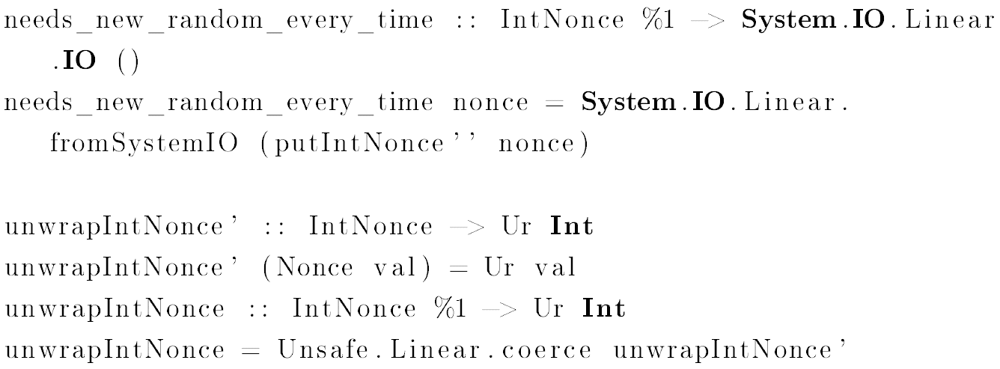 needs_new_random_every_time :: IntNonce %1 -> System.IO.Linear
.IO ()
needs_new_random_every_time nonce = System.IO.Linear.
fromSystemIO (putIntNonce'' nonce)
unwrapIntNonce' :: IntNonce -> Ur Int
unwrapIntNonce' (Nonce val) = Ur val
unwrapIntNonce :: IntNonce %1 -> Ur Int
unwrapIntNonce = Unsafe.Linear.coerce unwrapIntNonce'